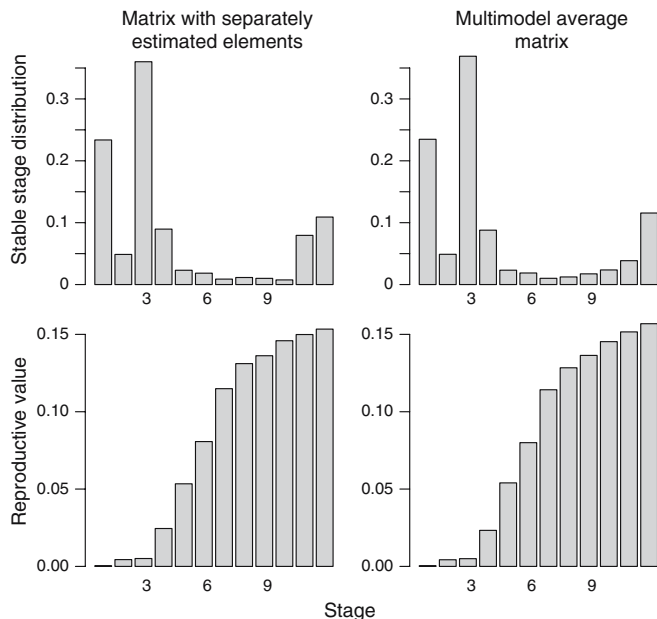 Matrix with separately
estimated elements
Multimodel average
matrix
Stable stage distribution
0.3
0.2
0.1
0
3 6 9
0.3
0.2
0.1
0
3 6 9
Reproductive value
0.15
0.10
0.05
0.00
3 6 9
0.15
0.10
0.05
0.00
3 6 9
Stage